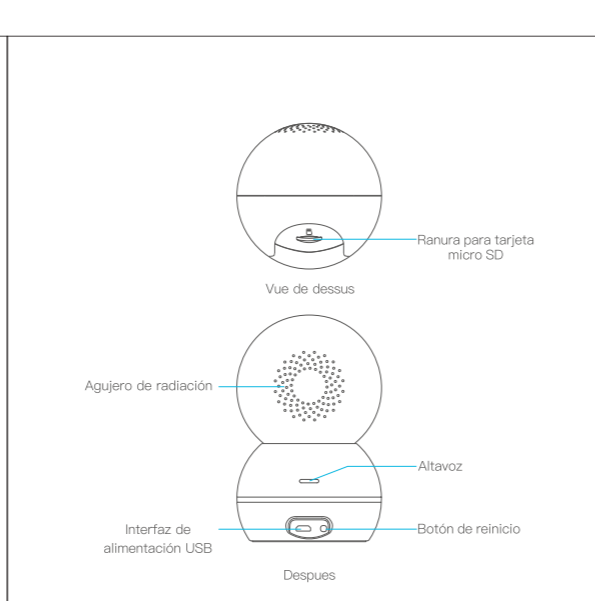 Ranura para tarjeta
micro SD
Vue de dessus
Agujero de radiación
Altavoz
Interfaz de
alimentación USB
Botón de reinicio
Despues